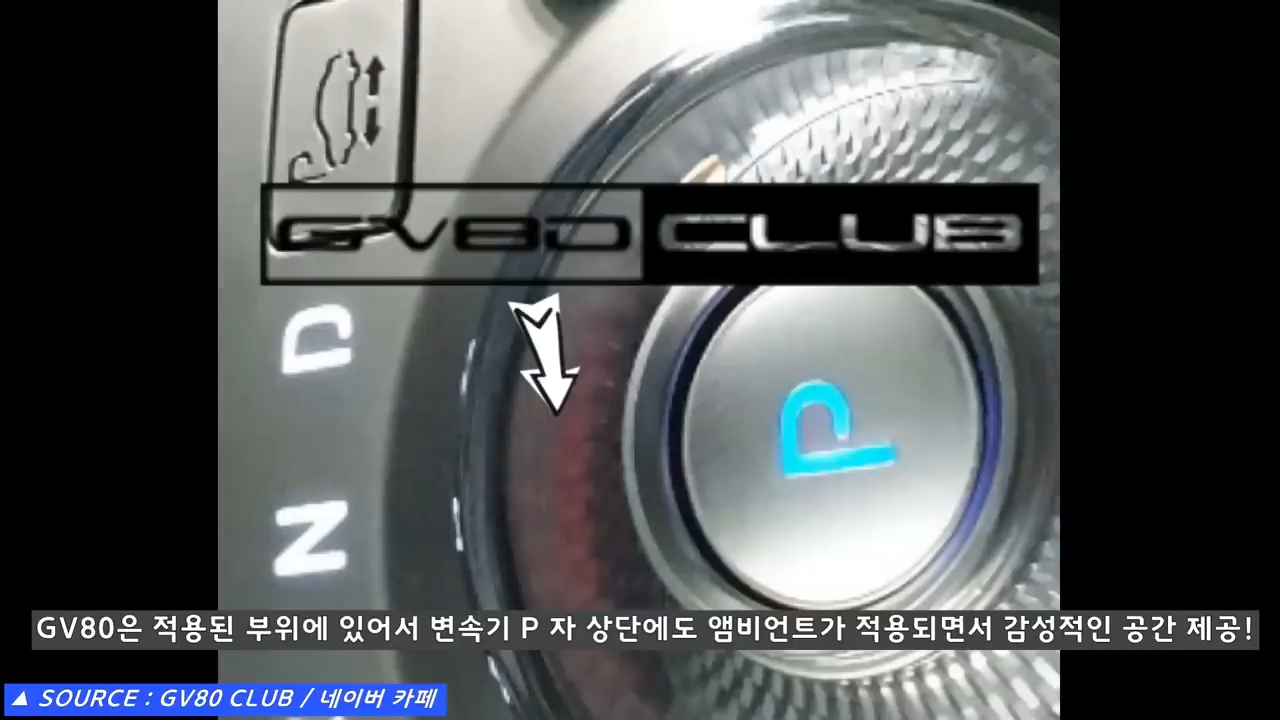 GV80 CLUB
D
P
N
GV80은 적용된 부위에 있어서 변속기 P 자 상단에도 앰비언트가 적용되면서 감성적인 공간 제공!
▲ SOURCE : GV80 CLUB / 네이버 카페